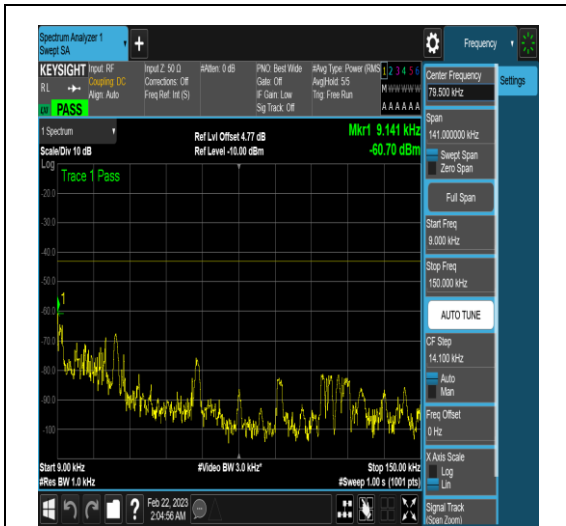 Spectrum Analyzer 1
Swept SA
Frequency
KEYSIGHT
RL
PASS
Input: RF
Coupling: DC
Align: Auto
Input Z: 50 Ω
Corrections: Off
Freq Ref: Int (S)
#Atten: 0 dB
PNO: Best Wide
Gate: Off
IF Gain: Low
Sig Track: Off
#Avg Type: Power (RMS
Avg|Hold: 5/5
Trig: Free Run
1 2 3 4 5 6
M W W W W W
A A A A A A
1 Spectrum
Scale/Div 10 dB
Ref Lvl Offset 4.77 dB
Ref Level -10.00 dBm
Mkr1 9.141 kHz
-60.70 dBm
Log
Trace 1 Pass
-20.0
-30.0
-40.0
-50.0
-60.0
-70.0
-80.0
-90.0
-100
1
Start 9.00 kHz
#Res BW 1.0 kHz
#Video BW 3.0 kHz*
Stop 150.00 kHz
#Sweep 1.00 s (1001 pts)
Feb 22, 2023
2:04:56 AM
Center Frequency
79.500 kHz
Settings
Span
141.000000 kHz
Swept Span
Zero Span
Full Span
Start Freq
9.000 kHz
Stop Freq
150.000 kHz
AUTO TUNE
CF Step
14.100 kHz
Auto
Man
Freq Offset
0 Hz
X Axis Scale
Log
Lin
Signal Track
(Span Zoom)